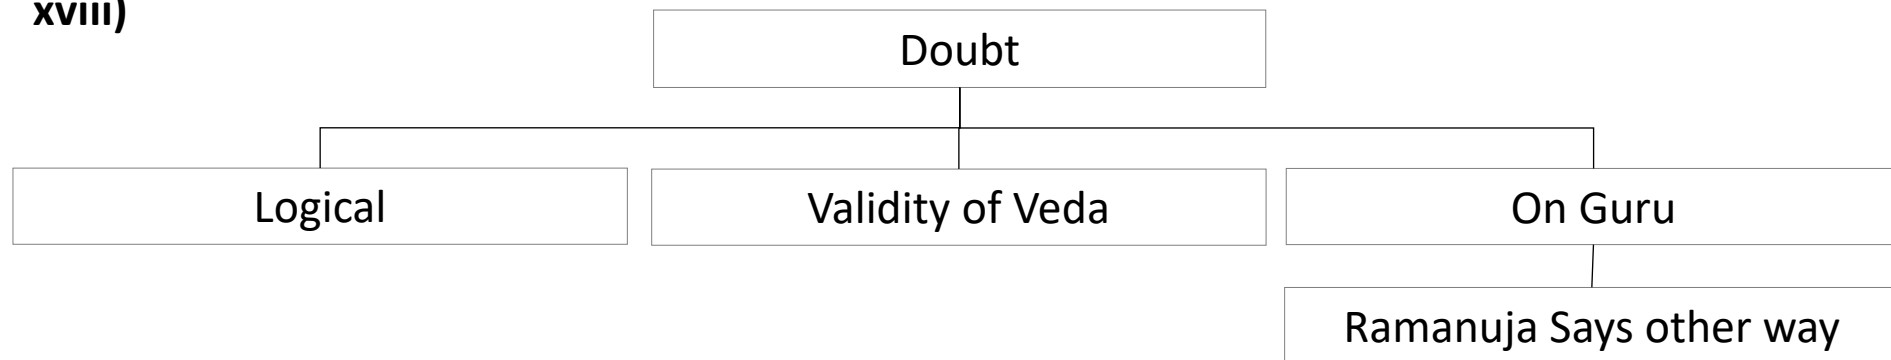 xviii)
Doubt
Logical
Validity of Veda
On Guru
Ramanuja Says other way